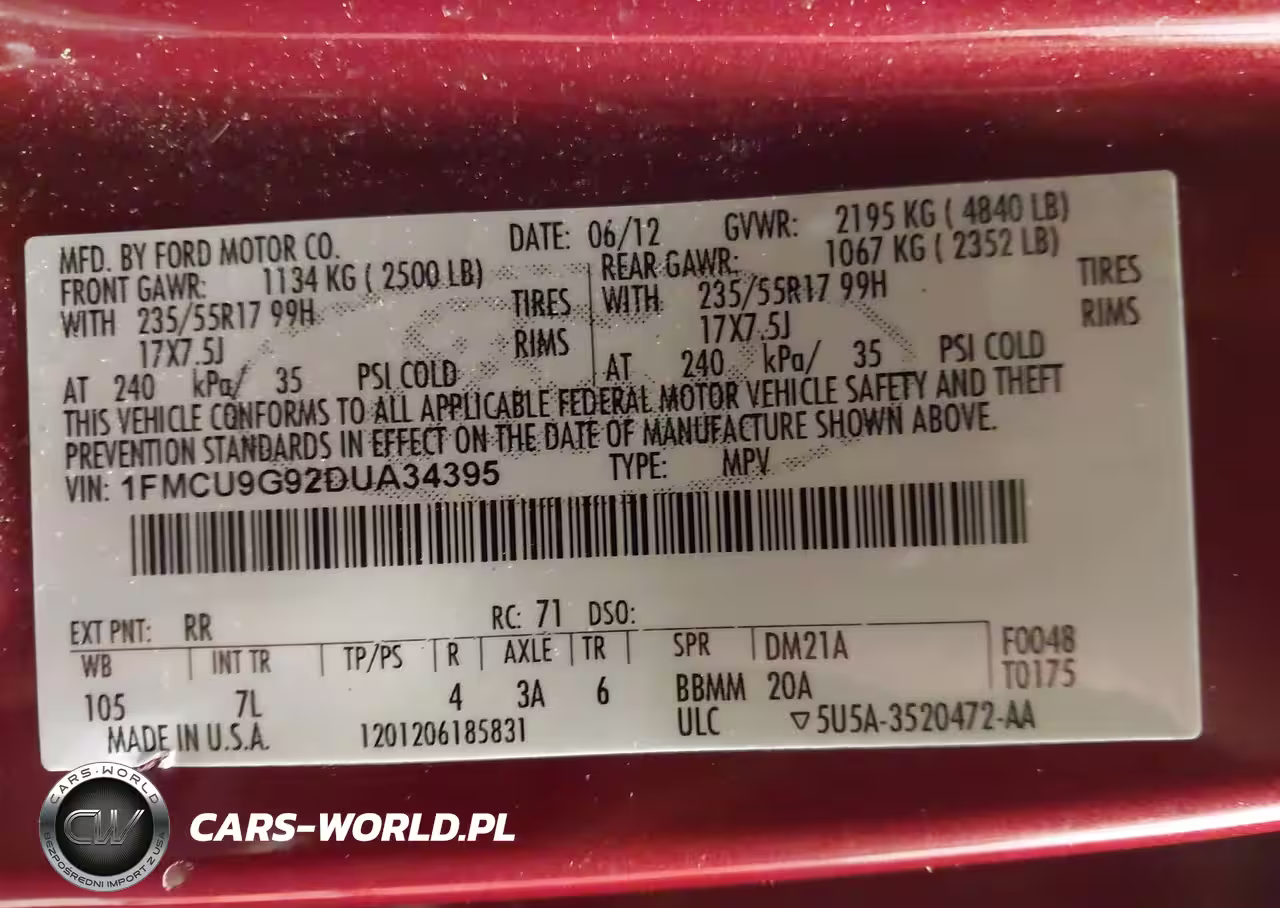 MFD. BY FORD MOTOR CO. DATE: 06/12 GVWR: 2195 KG ( 4840 LB)
FRONT GAWR: 1134 KG ( 2500 LB) REAR GAWR: 1067 KG ( 2352 LB)
WITH 235/55R17 99H TIRES WITH 235/55R17 99H TIRES
17X7.5J RIMS 17X7.5J RIMS
AT 240 kPa/ 35 PSI COLD AT 240 kPa/ 35 PSI COLD
THIS VEHICLE CONFORMS TO ALL APPLICABLE FEDERAL MOTOR VEHICLE SAFETY AND THEFT
PREVENTION STANDARDS IN EFFECT ON THE DATE OF MANUFACTURE SHOWN ABOVE.
VIN: 1FMCU9G92DUA34395 TYPE: MPV
EXT PNT: RR RC: 71 DSO:
WB INT TR TP/PS R AXLE TR SPR DM21A F0048
105 7L 4 3A 6 BBMM 20A T0175
MADE IN U.S.A. 1201206185831 ULC ▽5U5A-3520472-AA
CARS-WORLD
CW
BEZPOŚREDNI IMPORT Z USA
CARS-WORLD.PL